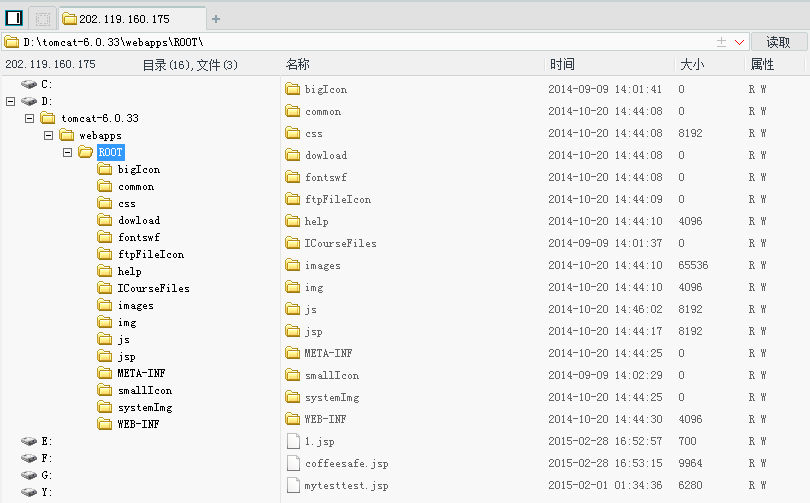 202.119.160.175
D:\tomcat-6.0.33\webapps\ROOT\ 读取
202.119.160.175 目录(16),文件(3) 名称 时间 大小 属性
C:
D:
tomcat-6.0.33
webapps
ROOT
bigIcon
common
css
dowload
fontswf
ftpFileIcon
help
ICourseFiles
images
img
js
jsp
META-INF
smallIcon
systemImg
WEB-INF
E:
F:
G:
Y:
bigIcon 2014-09-09 14:01:41 0 R W
common 2014-10-20 14:44:08 0 R W
css 2014-10-20 14:44:08 8192 R W
dowload 2014-10-20 14:44:08 0 R W
fontswf 2014-10-20 14:44:08 0 R W
ftpFileIcon 2014-10-20 14:44:09 0 R W
help 2014-10-20 14:44:10 4096 R W
ICourseFiles 2014-09-09 14:01:37 0 R W
images 2014-10-20 14:44:10 65536 R W
img 2014-10-20 14:44:10 4096 R W
js 2014-10-20 14:46:02 8192 R W
jsp 2014-10-20 14:44:17 8192 R W
META-INF 2014-10-20 14:44:25 0 R W
smallIcon 2014-09-09 14:02:29 0 R W
systemImg 2014-10-20 14:44:25 0 R W
WEB-INF 2014-10-20 14:44:30 4096 R W
1.jsp 2015-02-28 16:52:57 700 R W
coffeesafe.jsp 2015-02-28 16:53:15 9964 R W
mytesttest.jsp 2015-02-01 01:34:36 6280 R W